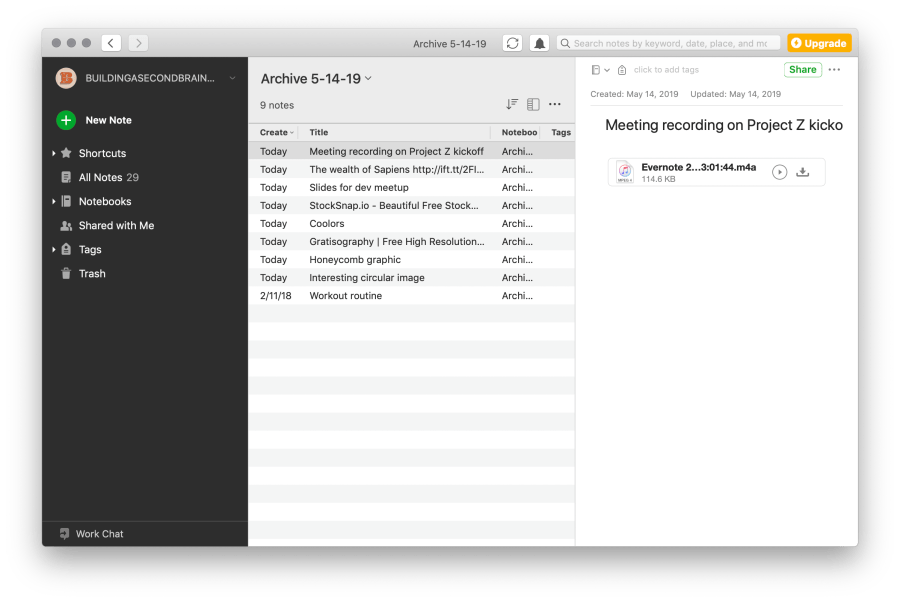 Archive 5-14-19
Search notes by keyword, date, place, and mo
Upgrade
BUILDINGASECONDBRAIN...
New Note
Shortcuts
All Notes 29
Notebooks
Shared with Me
Tags
Trash
Work Chat
Archive 5-14-19
9 notes
Create Title Noteboo Tags
Today Meeting recording on Project Z kickoff Archi...
Today The wealth of Sapiens http://ift.tt/2Fl... Archi...
Today Slides for dev meetup Archi...
Today StockSnap.io - Beautiful Free Stock... Archi...
Today Coolors Archi...
Today Gratisography | Free High Resolution... Archi...
Today Honeycomb graphic Archi...
Today Interesting circular image Archi...
2/11/18 Workout routine Archi...
click to add tags
Share
Created: May 14, 2019 Updated: May 14, 2019
Meeting recording on Project Z kicko
Evernote 2...3:01:44.m4a
114.6 KB